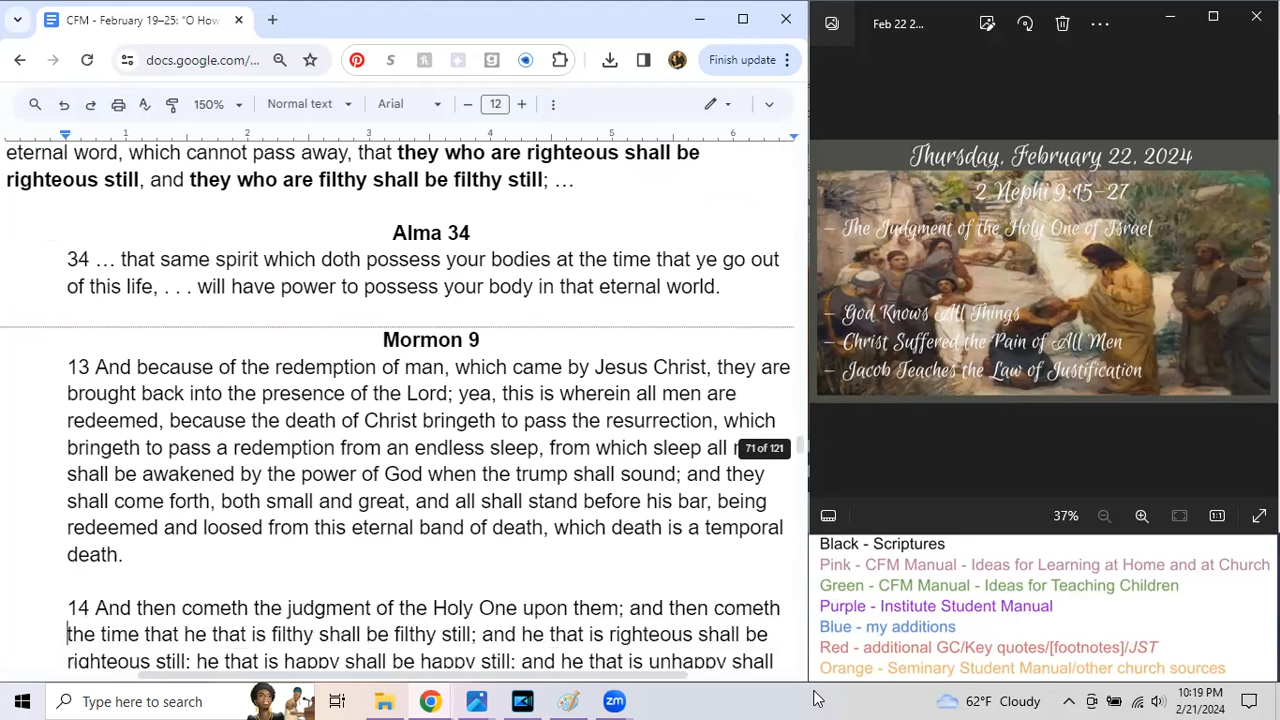 CFM - February 19–25: “O How
docs.google.com/...
Finish update
150%
Normal text
Arial
12
1 2 3 4 5 6
eternal word, which cannot pass away, that they who are righteous shall be
righteous still, and they who are filthy shall be filthy still; …
Alma 34
34 … that same spirit which doth possess your bodies at the time that ye go out
of this life, . . . will have power to possess your body in that eternal world.
Mormon 9
13 And because of the redemption of man, which came by Jesus Christ, they are
brought back into the presence of the Lord; yea, this is wherein all men are
redeemed, because the death of Christ bringeth to pass the resurrection, which
bringeth to pass a redemption from an endless sleep, from which sleep all
71 of 121
shall be awakened by the power of God when the trump shall sound; and they
shall come forth, both small and great, and all shall stand before his bar, being
redeemed and loosed from this eternal band of death, which death is a temporal
death.
14 And then cometh the judgment of the Holy One upon them; and then cometh
the time that he that is filthy shall be filthy still; and he that is righteous shall be
righteous still; he that is happy shall be happy still; and he that is unhappy shall
Feb 22 2...
Thursday, February 22, 2024
2 Nephi 9:15–27
– The Judgment of the Holy One of Israel
– God Knows All Things
– Christ Suffered the Pain of All Men
– Jacob Teaches the Law of Justification
37%
1:1
Black - Scriptures
Pink - CFM Manual - Ideas for Learning at Home and at Church
Green - CFM Manual - Ideas for Teaching Children
Purple - Institute Student Manual
Blue - my additions
Red - additional GC/Key quotes/[footnotes]/JST
Orange - Seminary Student Manual/other church sources
Type here to search
zm
62°F Cloudy
10:19 PM
2/21/2024